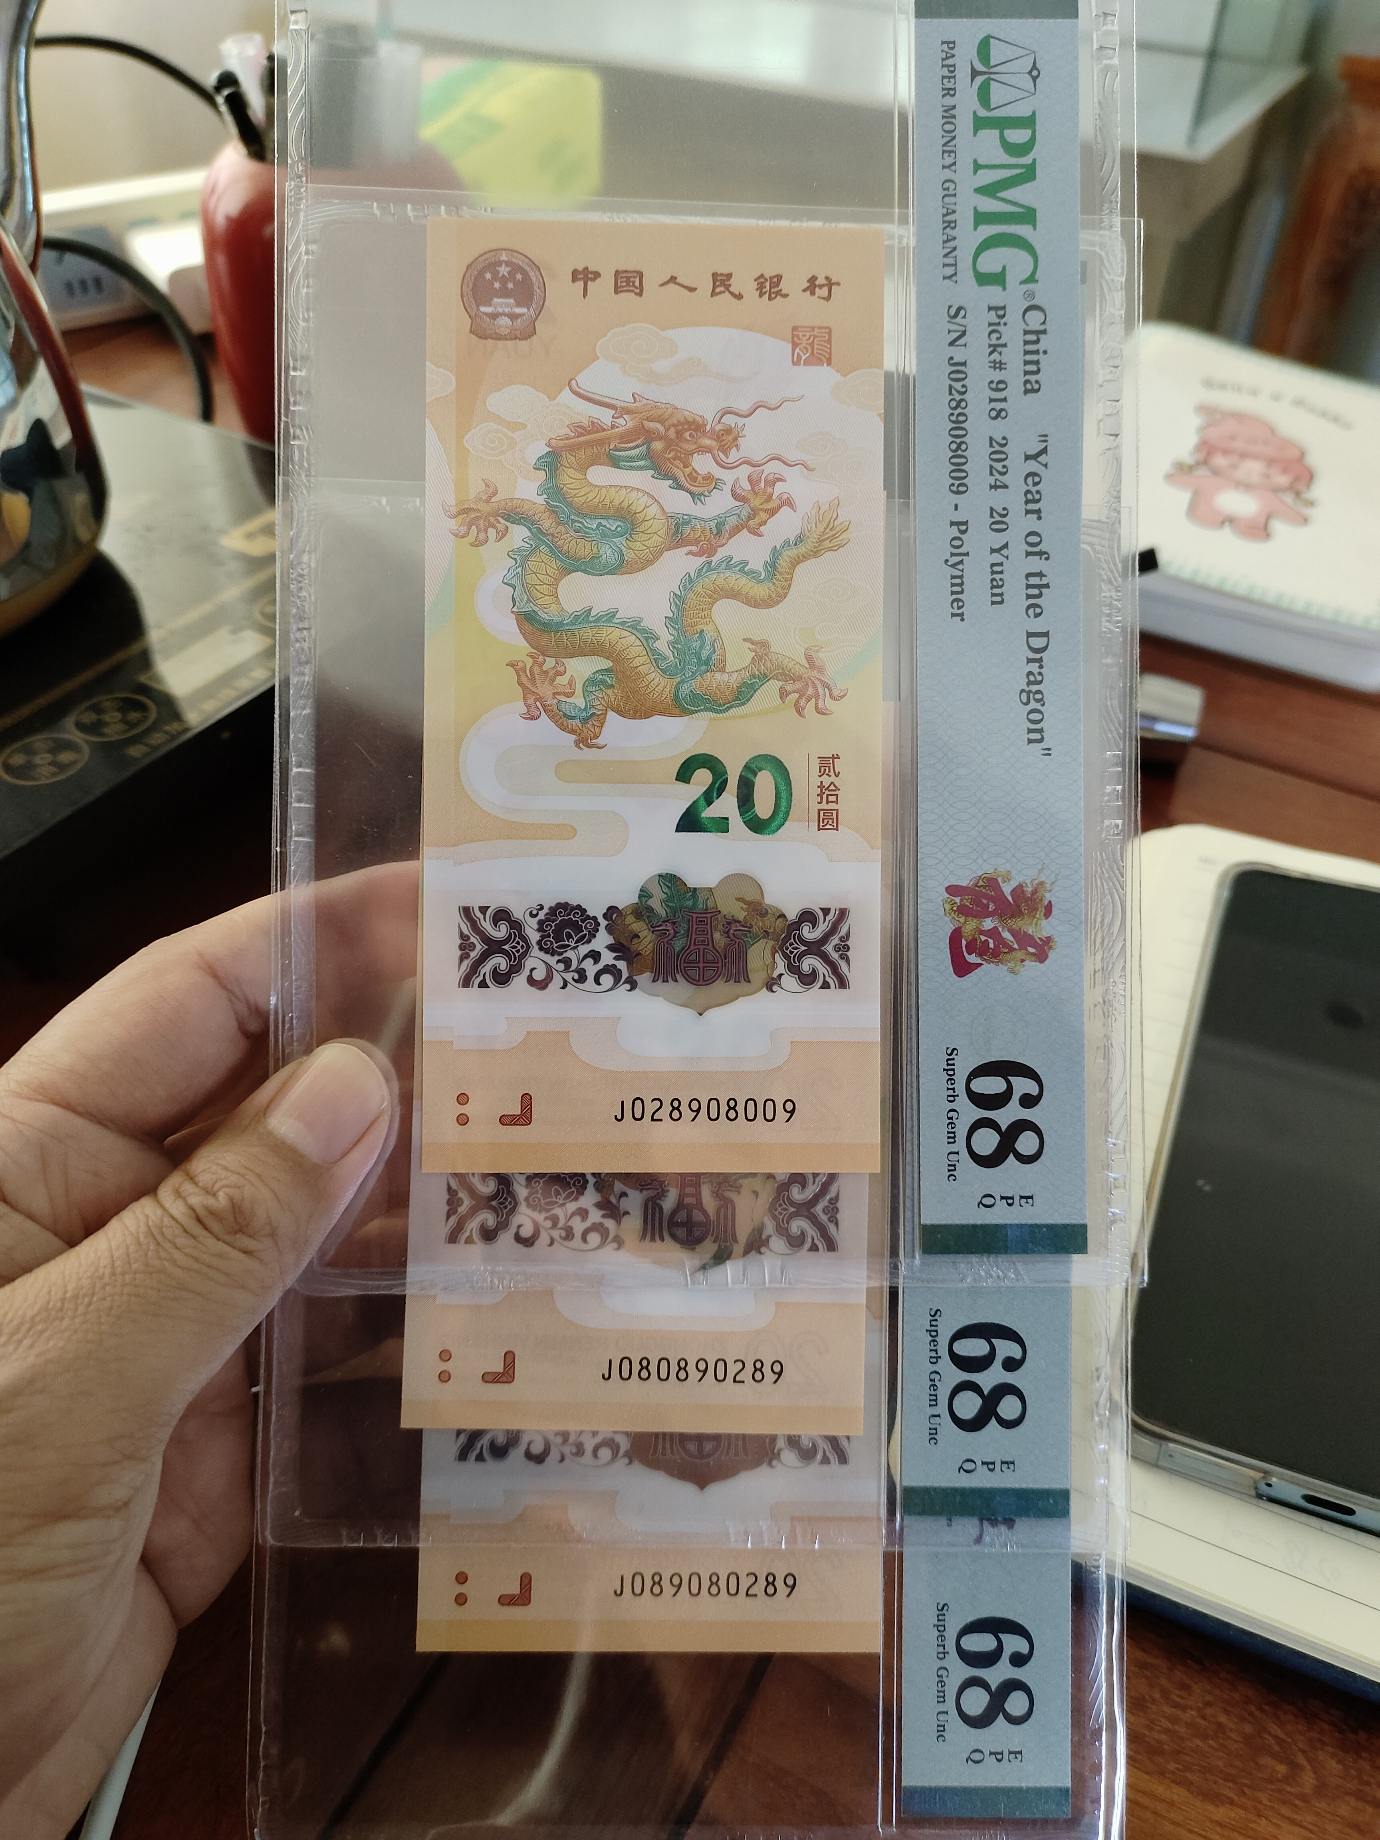 中国人民银行
龍
20
贰拾圆
福
J028908009
J080890289
J089080289
PMG®
PAPER MONEY GUARANTY
China "Year of the Dragon"
Pick# 918 2024 20 Yuan
S/N J028908009 - Polymer
68 EPQ
Superb Gem Unc
68 EPQ
Superb Gem Unc
68 EPQ
Superb Gem Unc